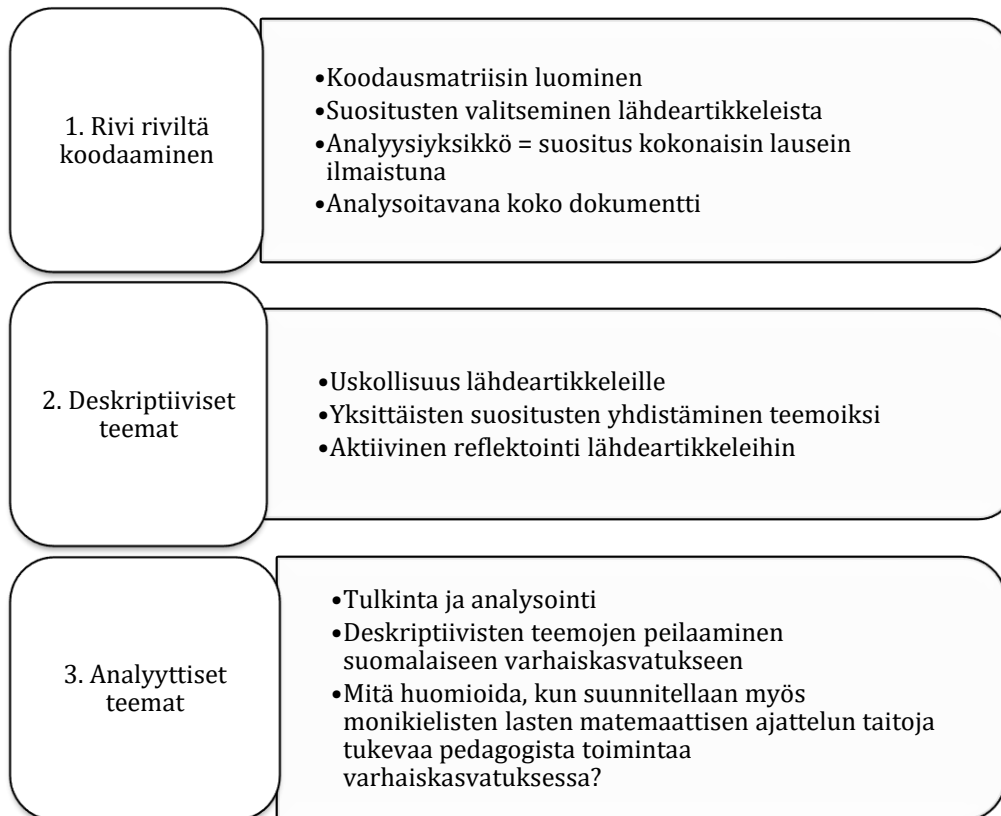 1. Rivi riviltä
koodaaminen
•Koodausmatriisin luominen
•Suositusten valitseminen lähdeartikkeleista
•Analyysiyksikkö = suositus kokonaisin lausein
ilmaistuna
•Analysoitavana koko dokumentti
2. Deskriptiiviset
teemat
•Uskollisuus lähdeartikkeleille
•Yksittäisten suositusten yhdistäminen teemoiksi
•Aktiivinen reflektointi lähdeartikkeleihin
3. Analyyttiset
teemat
•Tulkinta ja analysointi
•Deskriptiivisten teemojen peilaaminen
suomalaiseen varhaiskasvatukseen
•Mitä huomioida, kun suunnitellaan myös
monikielisten lasten matemaattisen ajattelun taitoja
tukevaa pedagogista toimintaa
varhaiskasvatuksessa?